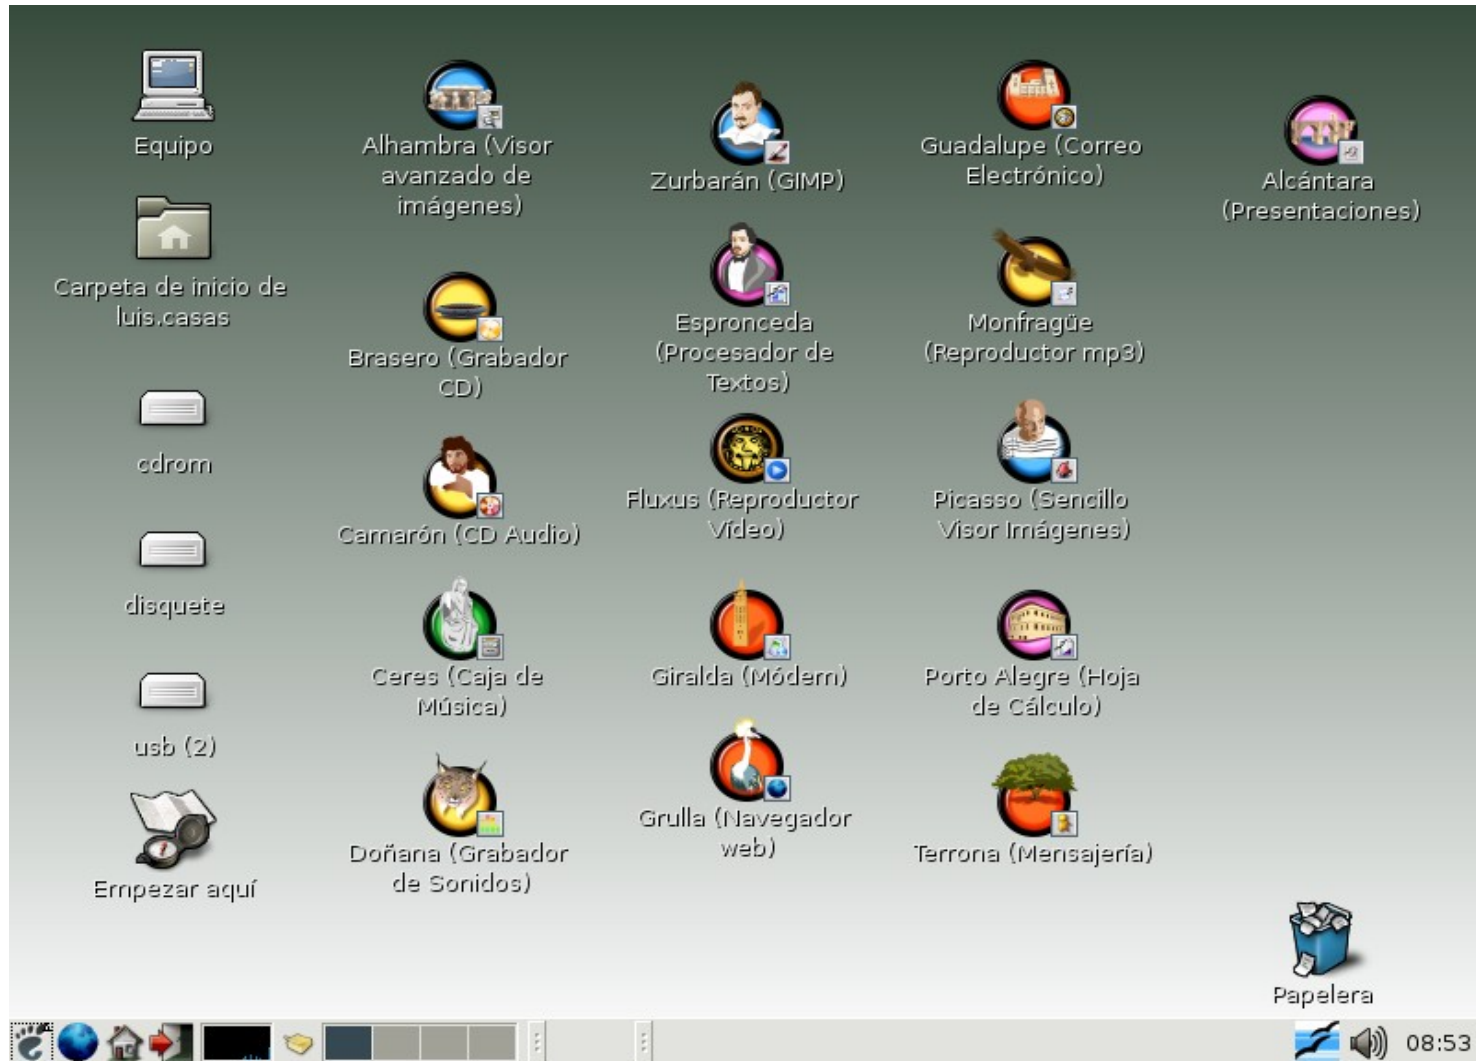 Equipo
Carpeta de inicio de
luis.casas
cdrom
disquete
usb (2)
Empezar aquí
Alhambra (Visor
avanzado de
imágenes)
Brasero (Grabador
CD)
Camarón (CD Audio)
Ceres (Caja de
Música)
Doñana (Grabador
de Sonidos)
Zurbarán (GIMP)
Espronceda
(Procesador de
Textos)
Fluxus (Reproductor
Vídeo)
Giralda (Módem)
Grulla (Navegador
web)
Guadalupe (Correo
Electrónico)
Monfragüe
(Reproductor mp3)
Picasso (Sencillo
Visor Imágenes)
Porto Alegre (Hoja
de Cálculo)
Terrona (Mensajería)
Alcántara
(Presentaciones)
Papelera
08:53